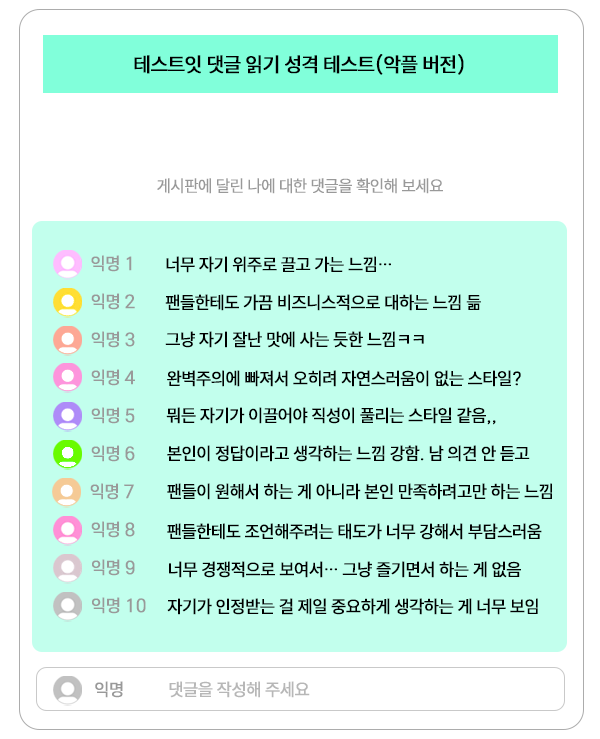 테스트잇 댓글 읽기 성격 테스트(악플 버전)
게시판에 달린 나에 대한 댓글을 확인해 보세요
익명 1 너무 자기 위주로 끌고 가는 느낌…
익명 2 팬들한테도 가끔 비즈니스적으로 대하는 느낌 듦
익명 3 그냥 자기 잘난 맛에 사는 듯한 느낌ㅋㅋ
익명 4 완벽주의에 빠져서 오히려 자연스러움이 없는 스타일?
익명 5 뭐든 자기가 이끌어야 직성이 풀리는 스타일 같음,,
익명 6 본인이 정답이라고 생각하는 느낌 강함. 남 의견 안 듣고
익명 7 팬들이 원해서 하는 게 아니라 본인 만족하려고만 하는 느낌
익명 8 팬들한테도 조언해주려는 태도가 너무 강해서 부담스러움
익명 9 너무 경쟁적으로 보여서… 그냥 즐기면서 하는 게 없음
익명 10 자기가 인정받는 걸 제일 중요하게 생각하는 게 너무 보임
익명 댓글을 작성해 주세요